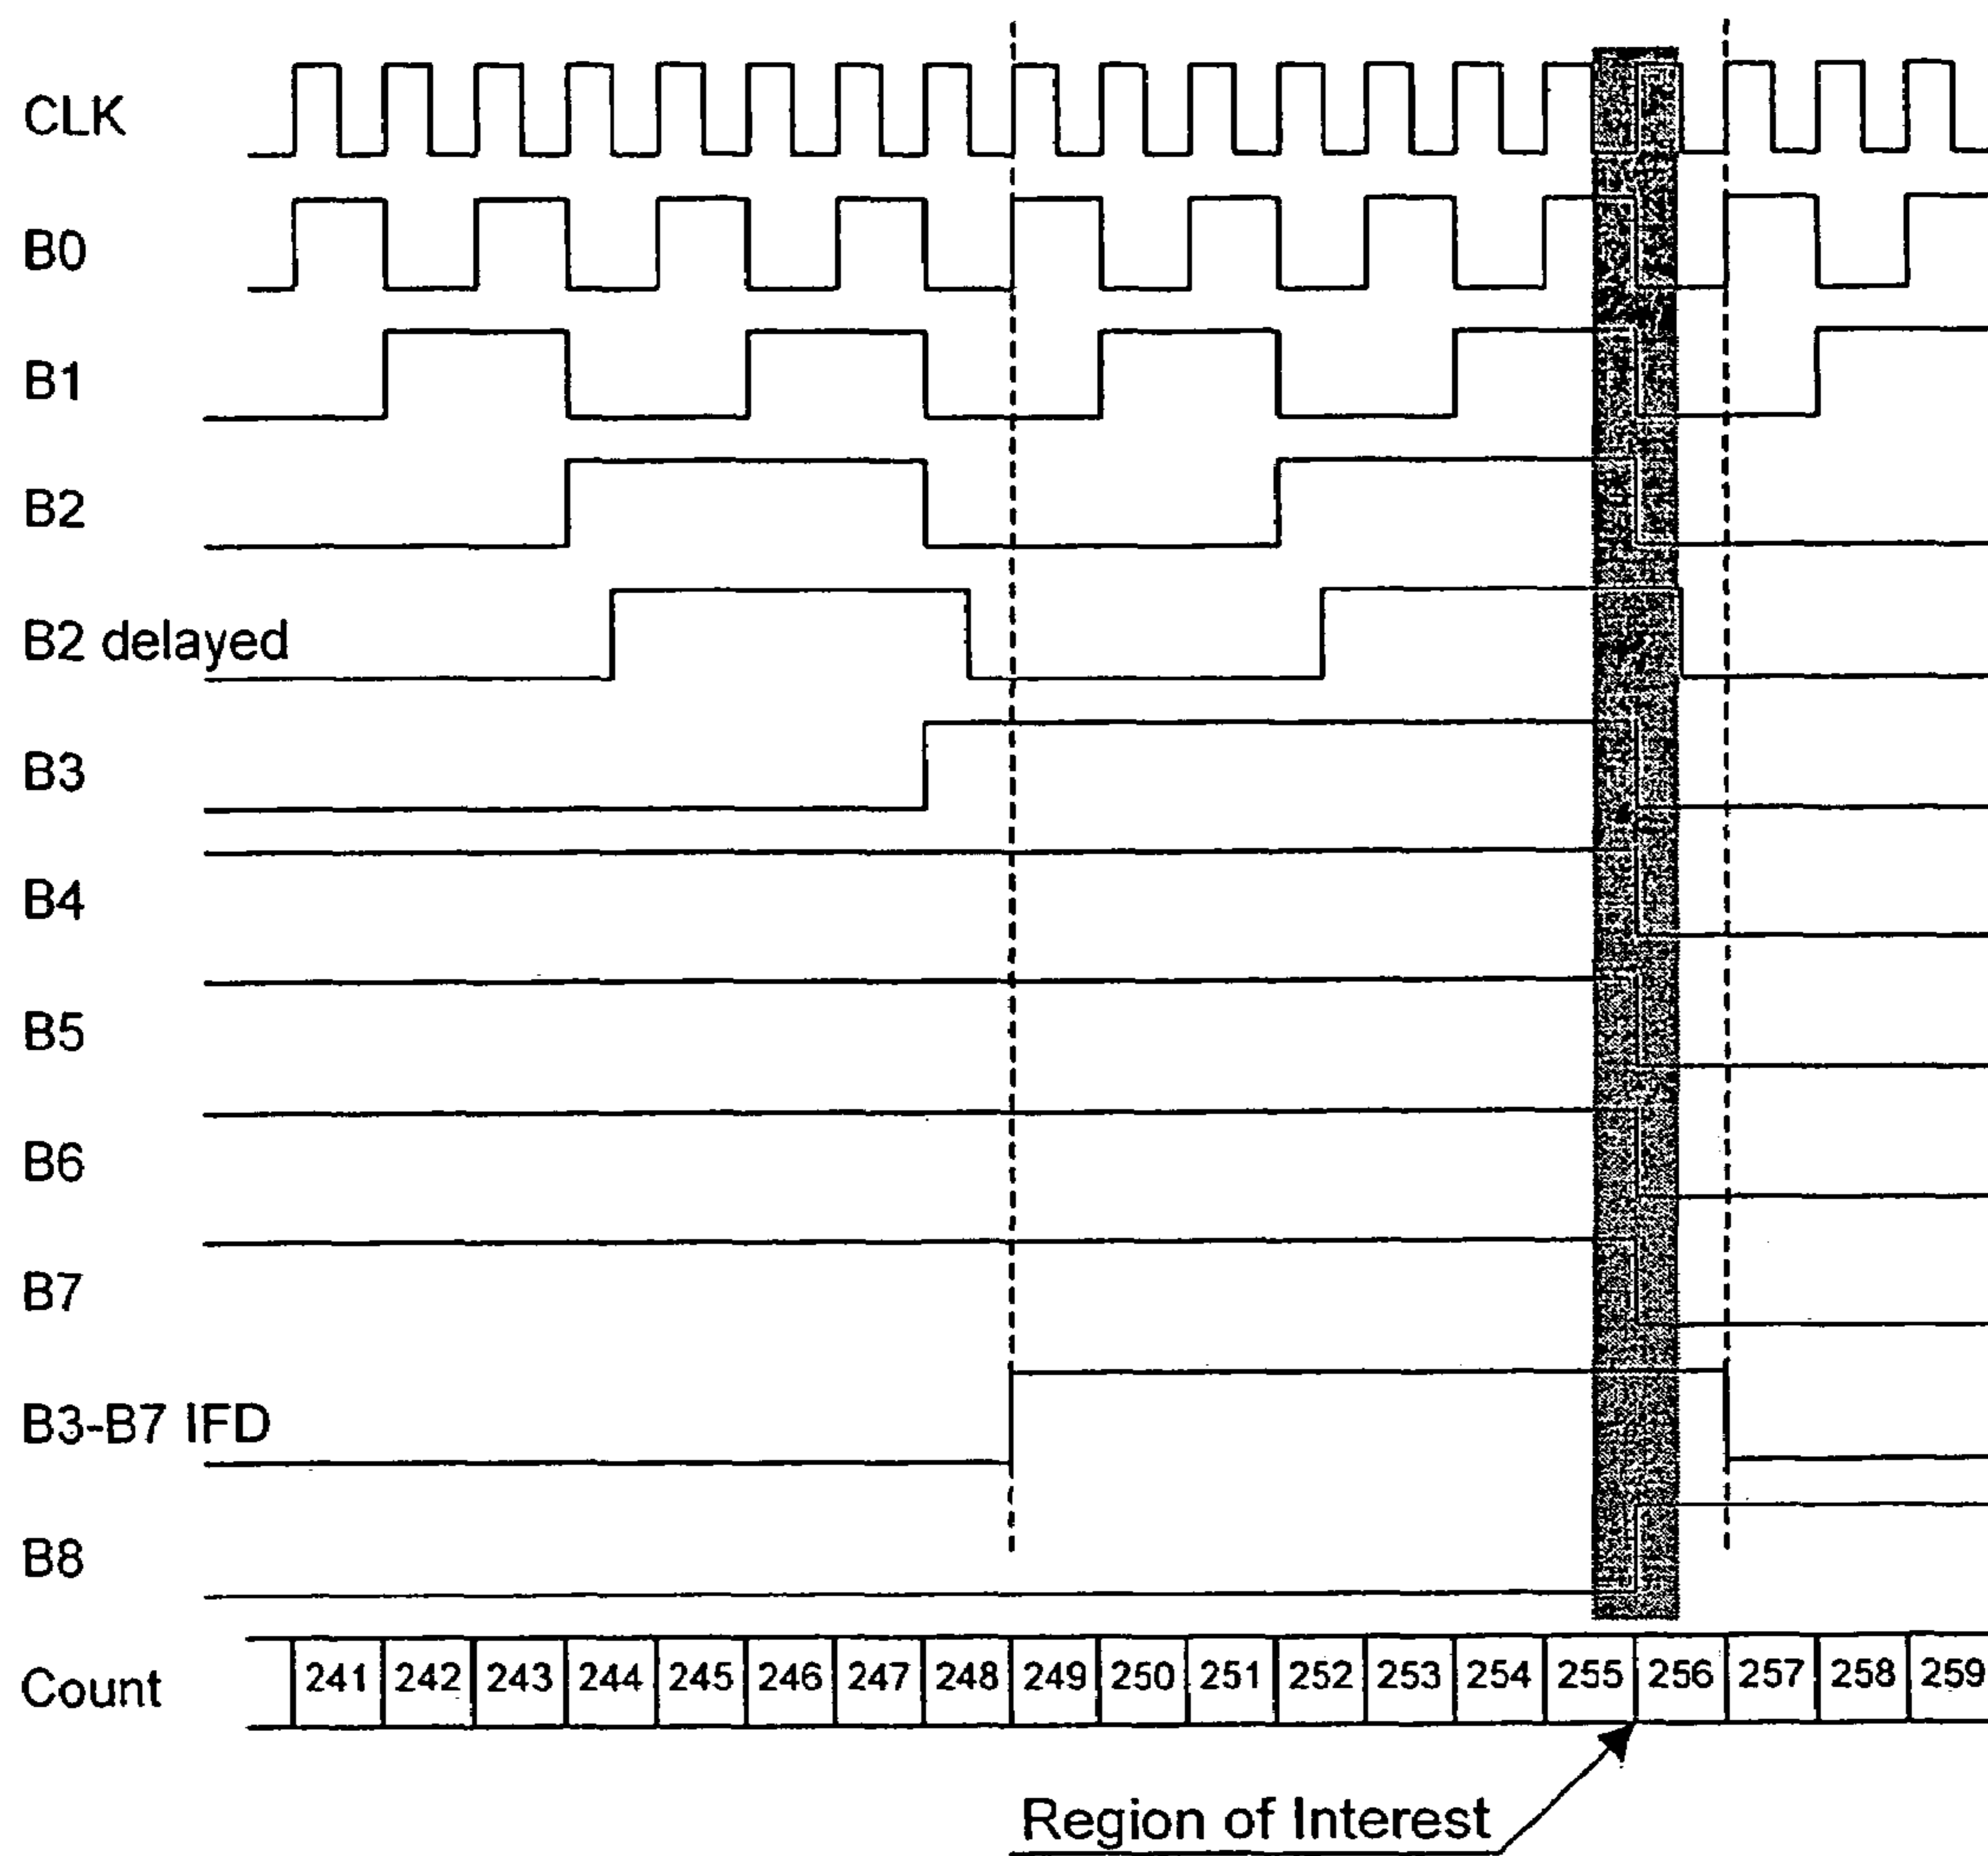 CLK
B0
B1
B2
B2 delayed
B3
B4
B5
B6
B7
B3-B7 IFD
B8
Count 241 242 243 244 245 246 247 248 249 250 251 252 253 254 255 256 257 258 259
Region of Interest